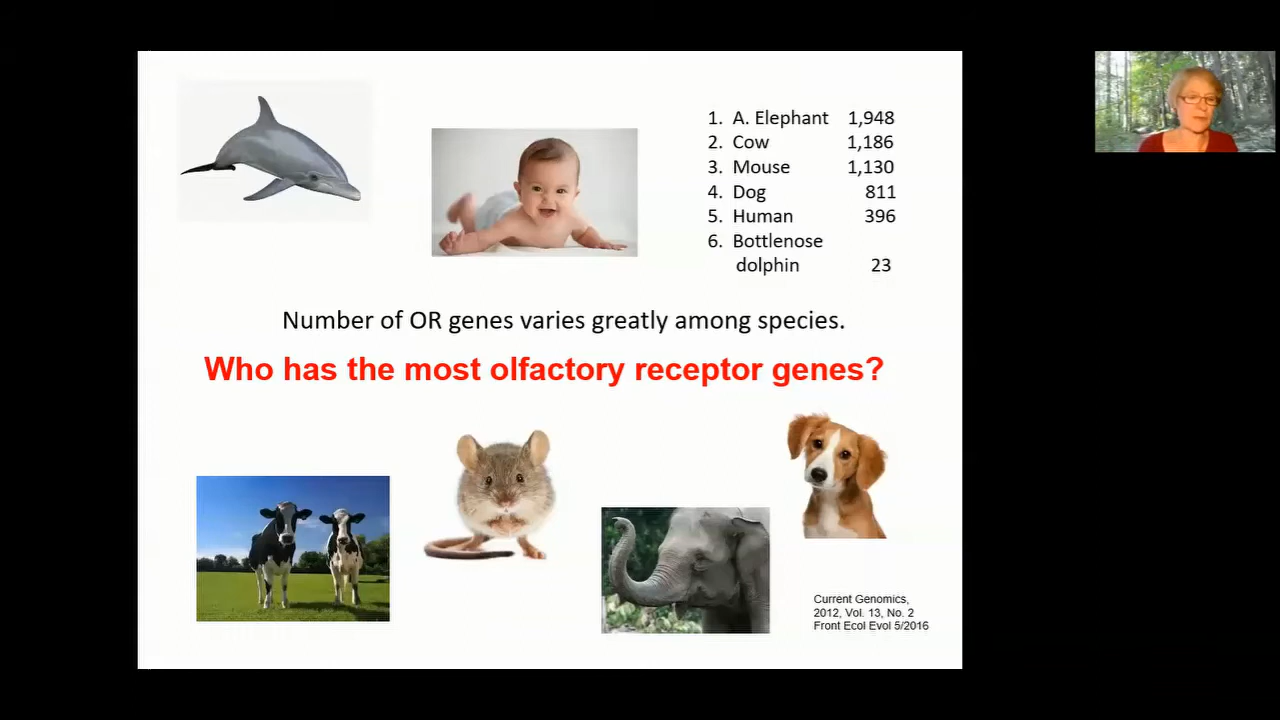 1. A. Elephant 1,948
2. Cow 1,186
3. Mouse 1,130
4. Dog 811
5. Human 396
6. Bottlenose
dolphin 23
Number of OR genes varies greatly among species.
Who has the most olfactory receptor genes?
Current Genomics,
2012, Vol. 13, No. 2
Front Ecol Evol 5/2016